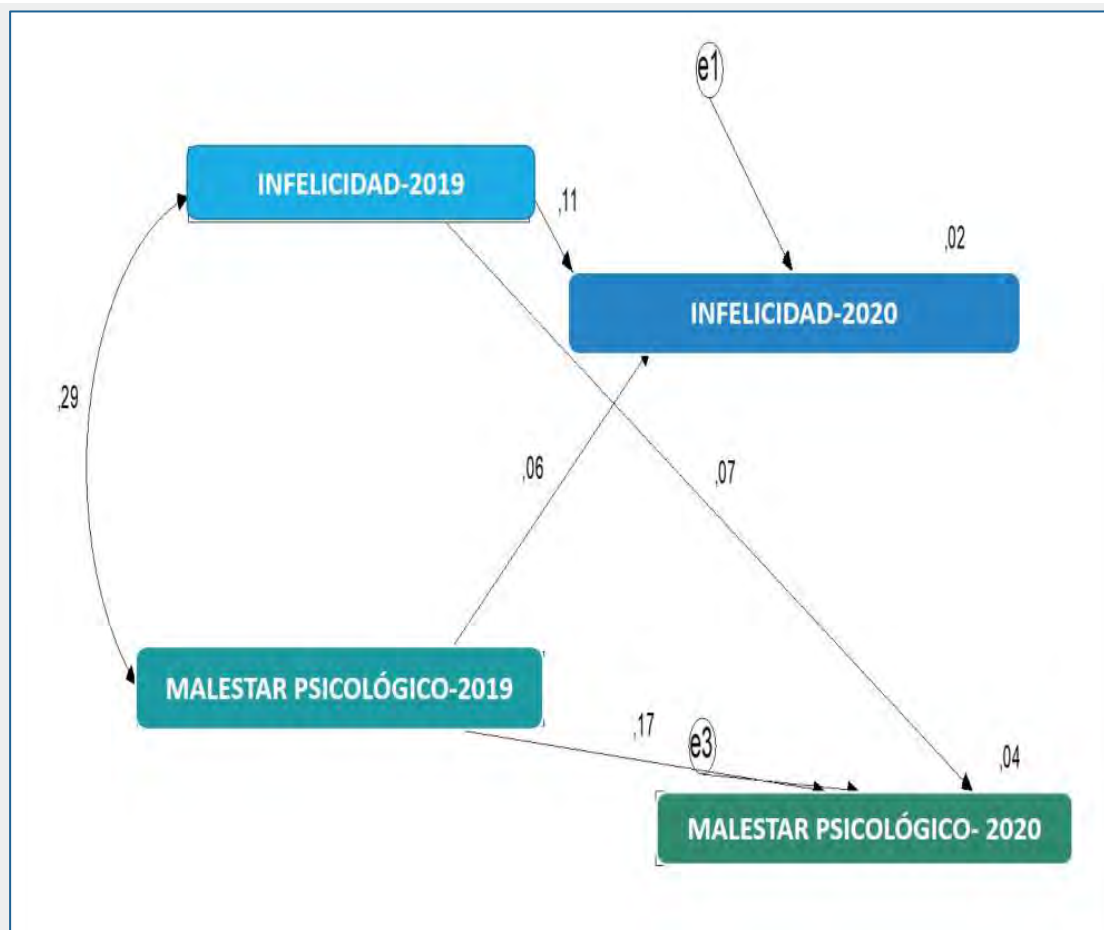 e1
INFELICIDAD-2019
,11
,02
INFELICIDAD-2020
,29
,06
,07
MALESTAR PSICOLÓGICO-2019
,17
e3
,04
MALESTAR PSICOLÓGICO- 2020